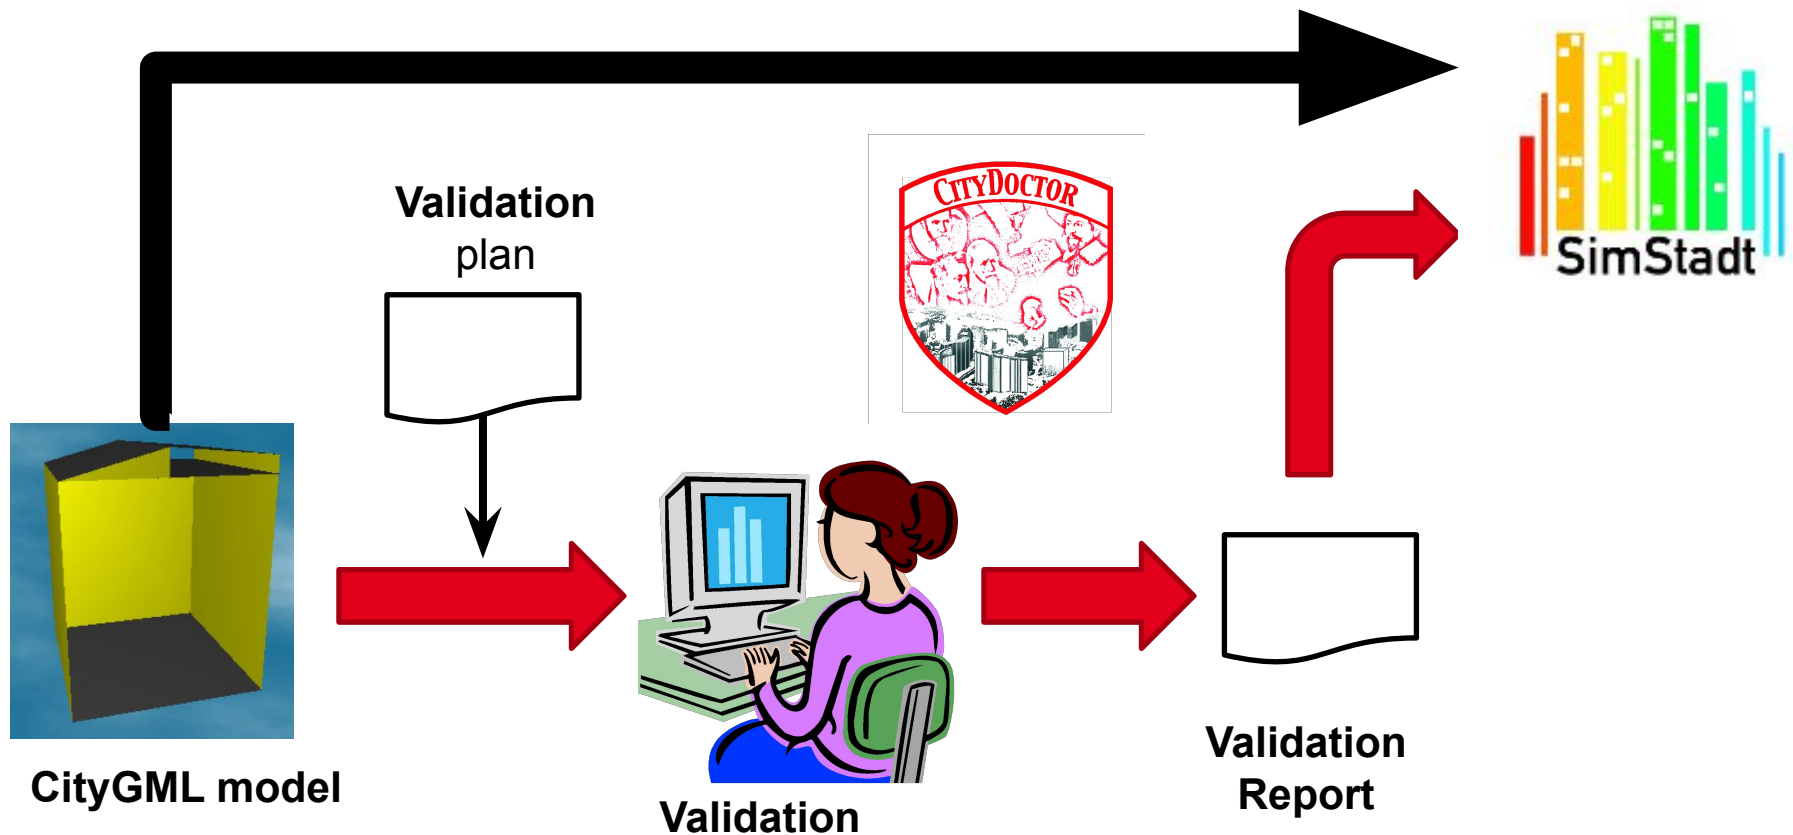 CITYDOCTOR
SimStadt
Validation
plan
CityGML model
Validation
Validation
Report